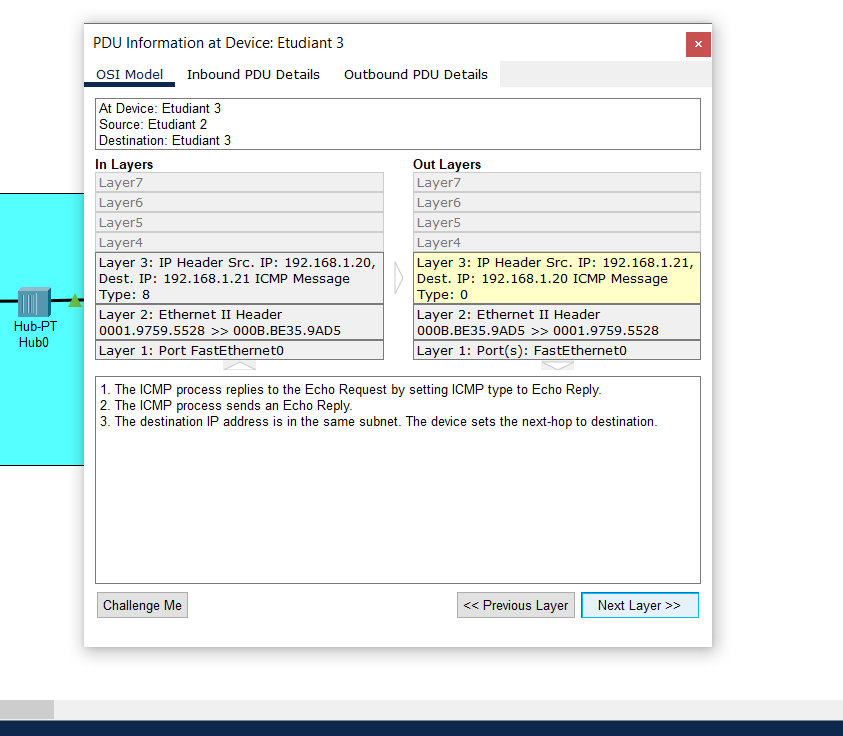 PDU Information at Device: Etudiant 3
OSI Model
Inbound PDU Details
Outbound PDU Details
At Device: Etudiant 3
Source: Etudiant 2
Destination: Etudiant 3
In Layers
Layer7
Layer6
Layer5
Layer4
Layer 3: IP Header Src. IP: 192.168.1.20,
Dest. IP: 192.168.1.21 ICMP Message
Type: 8
Layer 2: Ethernet II Header
0001.9759.5528 >> 000B.BE35.9AD5
Layer 1: Port FastEthernet0
Out Layers
Layer7
Layer6
Layer5
Layer4
Layer 3: IP Header Src. IP: 192.168.1.21,
Dest. IP: 192.168.1.20 ICMP Message
Type: 0
Layer 2: Ethernet II Header
000B.BE35.9AD5 >> 0001.9759.5528
Layer 1: Port(s): FastEthernet0
Hub-PT
Hub0
1. The ICMP process replies to the Echo Request by setting ICMP type to Echo Reply.
2. The ICMP process sends an Echo Reply.
3. The destination IP address is in the same subnet. The device sets the next-hop to destination.
Challenge Me
<< Previous Layer
Next Layer >>